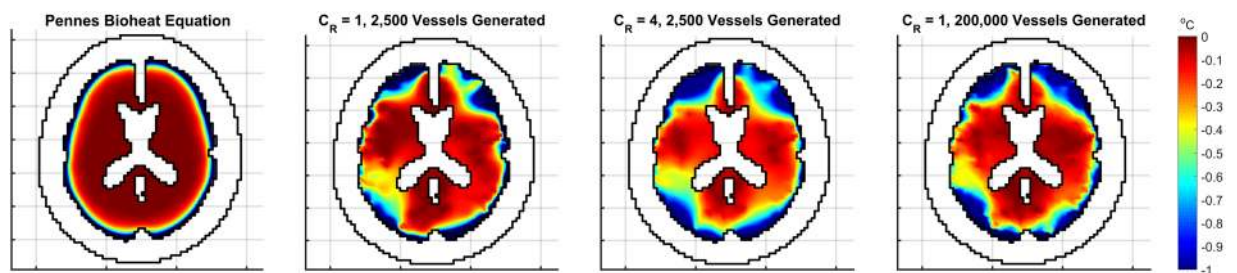 Pennes Bioheat Equation
C_R = 1, 2,500 Vessels Generated
C_R = 4, 2,500 Vessels Generated
C_R = 1, 200,000 Vessels Generated
°C
0
-0.1
-0.2
-0.3
-0.4
-0.5
-0.6
-0.7
-0.8
-0.9
-1